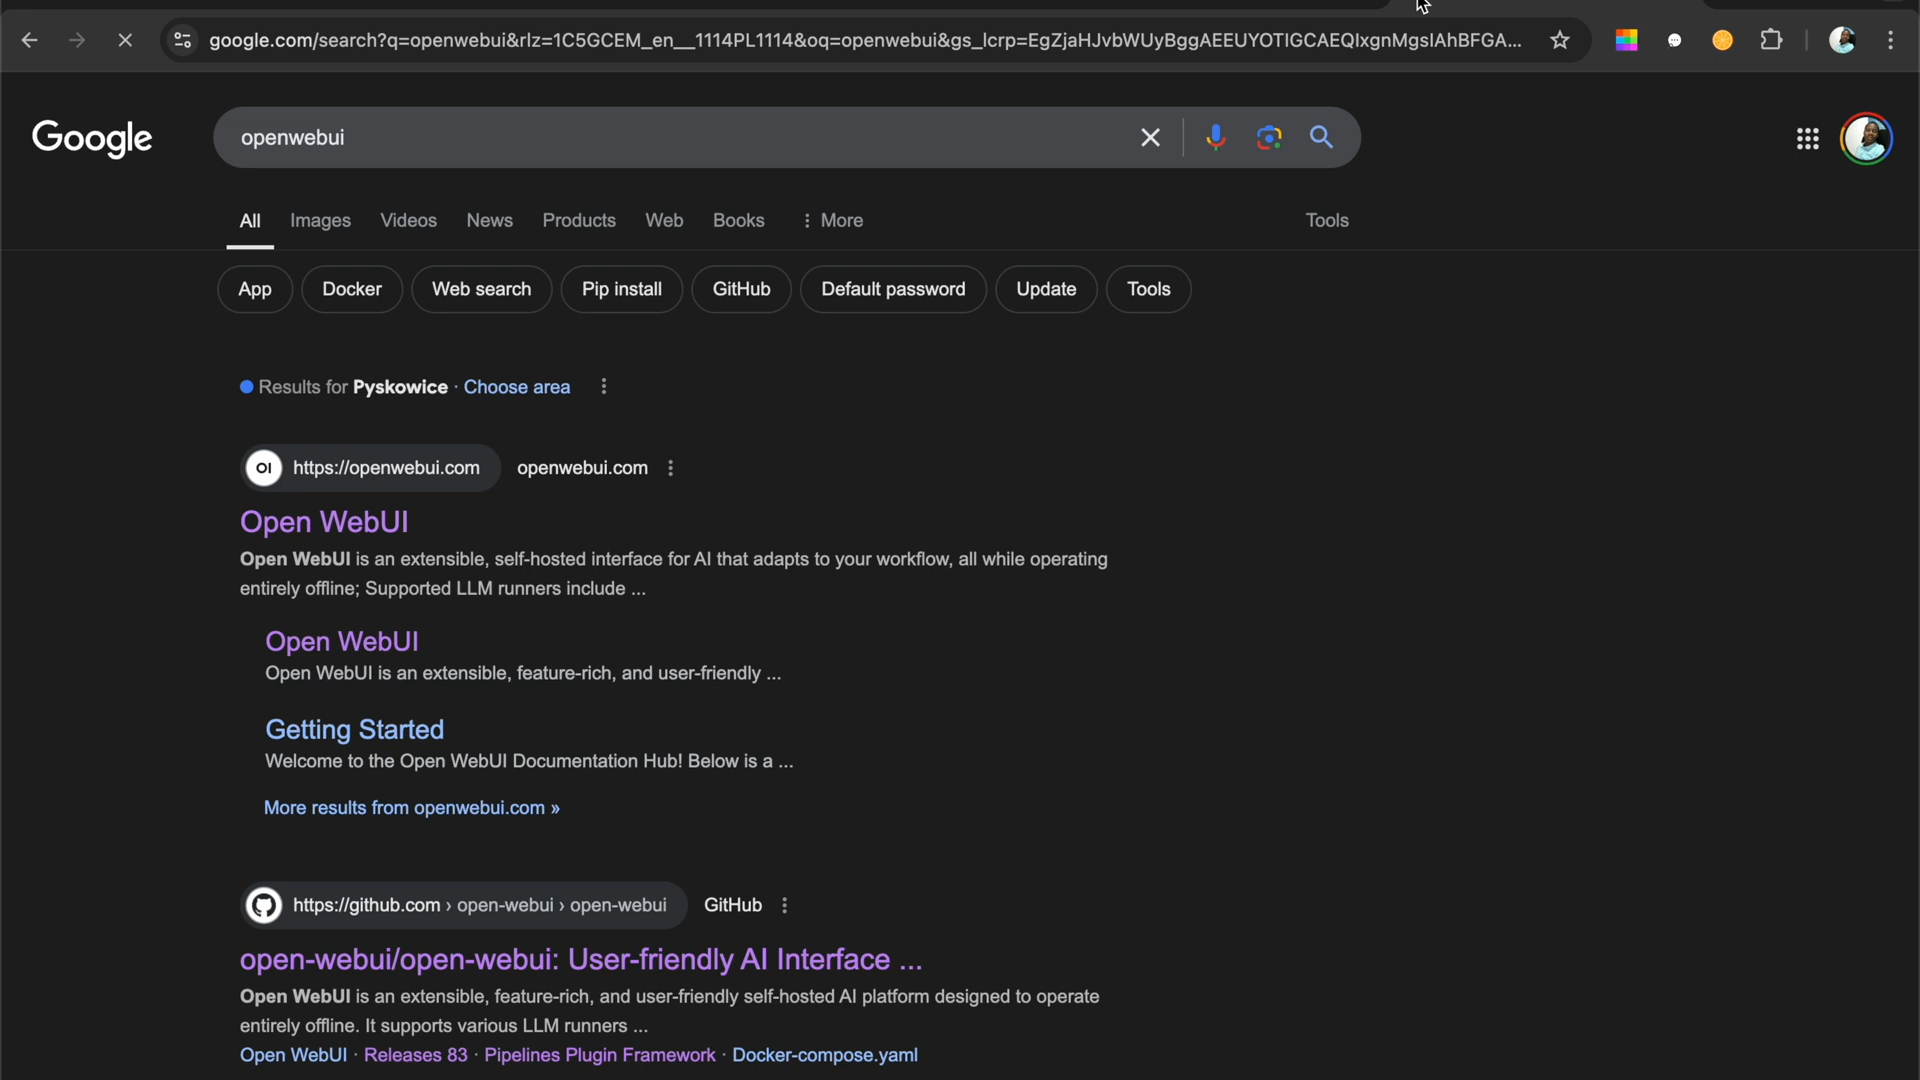 google.com/search?q=openwebui&rlz=1C5GCEM_en__1114PL1114&oq=openwebui&gs_lcrp=EgZjaHJvbWUyBggAEEUYOTIGCAEQIxgnMgsIAhBFGA...
Google
openwebui
All Images Videos News Products Web Books More Tools
App Docker Web search Pip install GitHub Default password Update Tools
Results for Pyskowice · Choose area
OI https://openwebui.com openwebui.com
Open WebUI
Open WebUI is an extensible, self-hosted interface for AI that adapts to your workflow, all while operating
entirely offline; Supported LLM runners include ...
Open WebUI
Open WebUI is an extensible, feature-rich, and user-friendly ...
Getting Started
Welcome to the Open WebUI Documentation Hub! Below is a ...
More results from openwebui.com »
https://github.com › open-webui › open-webui GitHub
open-webui/open-webui: User-friendly AI Interface ...
Open WebUI is an extensible, feature-rich, and user-friendly self-hosted AI platform designed to operate
entirely offline. It supports various LLM runners ...
Open WebUI · Releases 83 · Pipelines Plugin Framework · Docker-compose.yaml